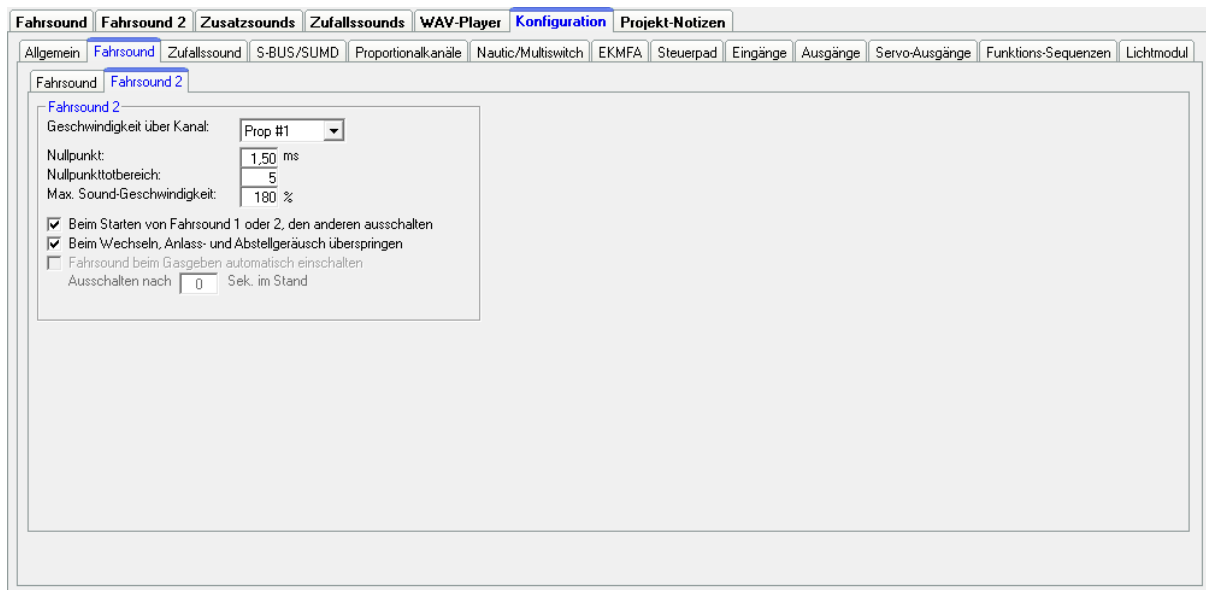 Fahrsound Fahrsound 2 Zusatzsounds Zufallssounds WAV-Player Konfiguration Projekt-Notizen
Allgemein Fahrsound Zufallssound S-BUS/SUMD Proportionalkanäle Nautic/Multiswitch EKMFA Steuerpad Eingänge Ausgänge Servo-Ausgänge Funktions-Sequenzen Lichtmodul
Fahrsound Fahrsound 2
Fahrsound 2
Geschwindigkeit über Kanal: Prop #1
Nullpunkt: 1,50 ms
Nullpunkttotbereich: 5
Max. Sound-Geschwindigkeit: 180 %
Beim Starten von Fahrsound 1 oder 2, den anderen ausschalten
Beim Wechseln, Anlass- und Abstellgeräusch überspringen
Fahrsound beim Gasgeben automatisch einschalten
Ausschalten nach 0 Sek. im Stand